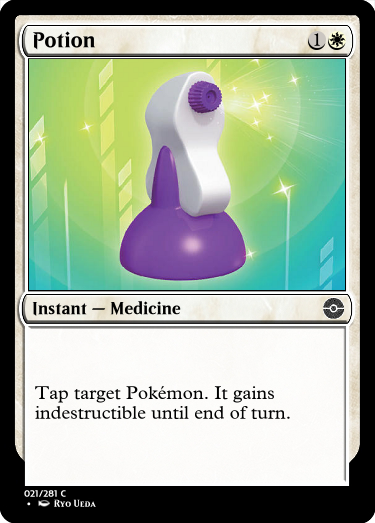 Potion 1
Instant — Medicine
Tap target Pokémon. It gains
indestructible until end of turn.
021/281 C
• Ryo Ueda